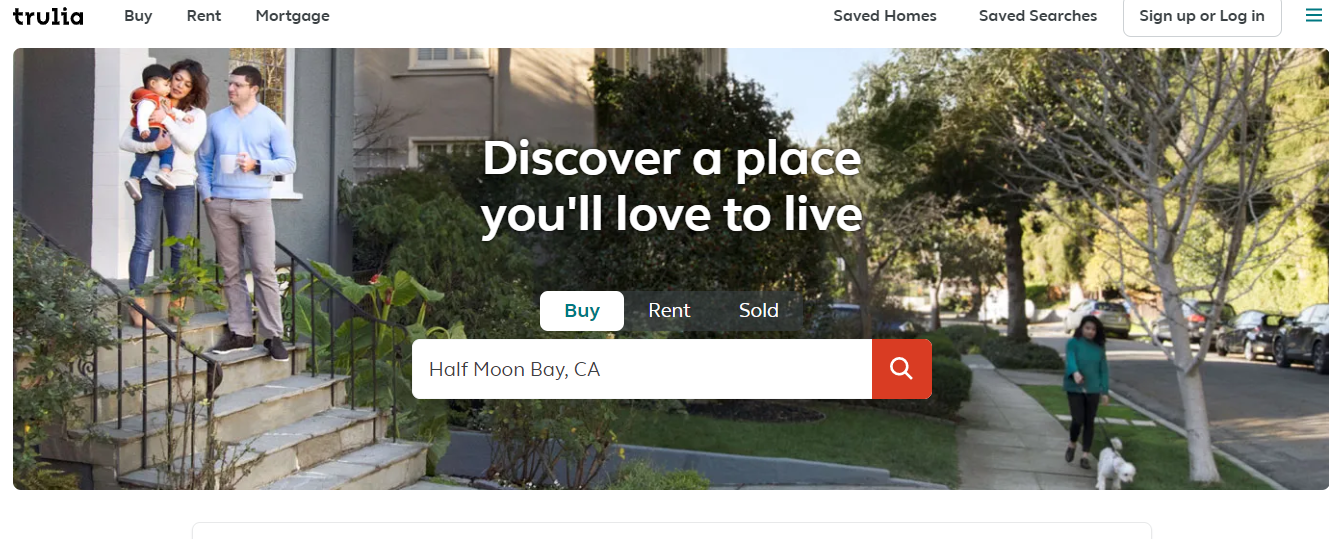 trulia Buy Rent Mortgage Saved Homes Saved Searches Sign up or Log in
Discover a place
you'll love to live
Buy Rent Sold
Half Moon Bay, CA